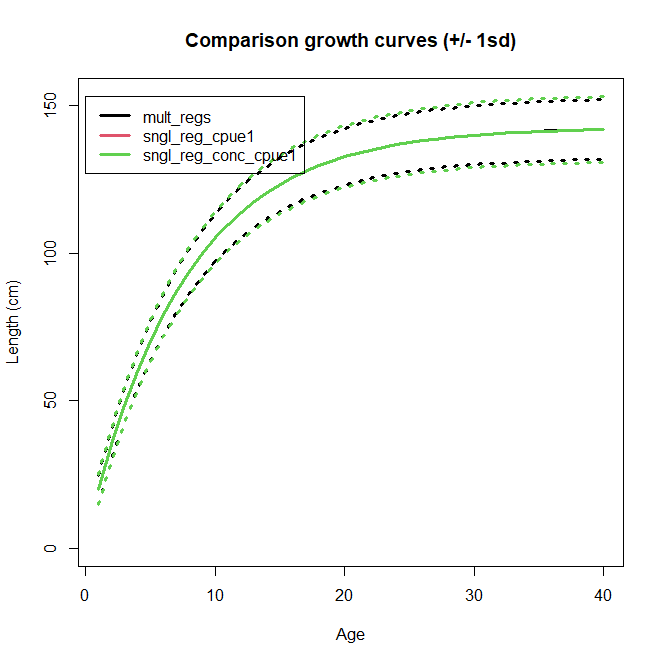 Comparison growth curves (+/- 1sd)
150
mult_regs
sngl_reg_cpue1
sngl_reg_conc_cpue1
100
Length (cm)
50
0
0 10 20 30 40
Age